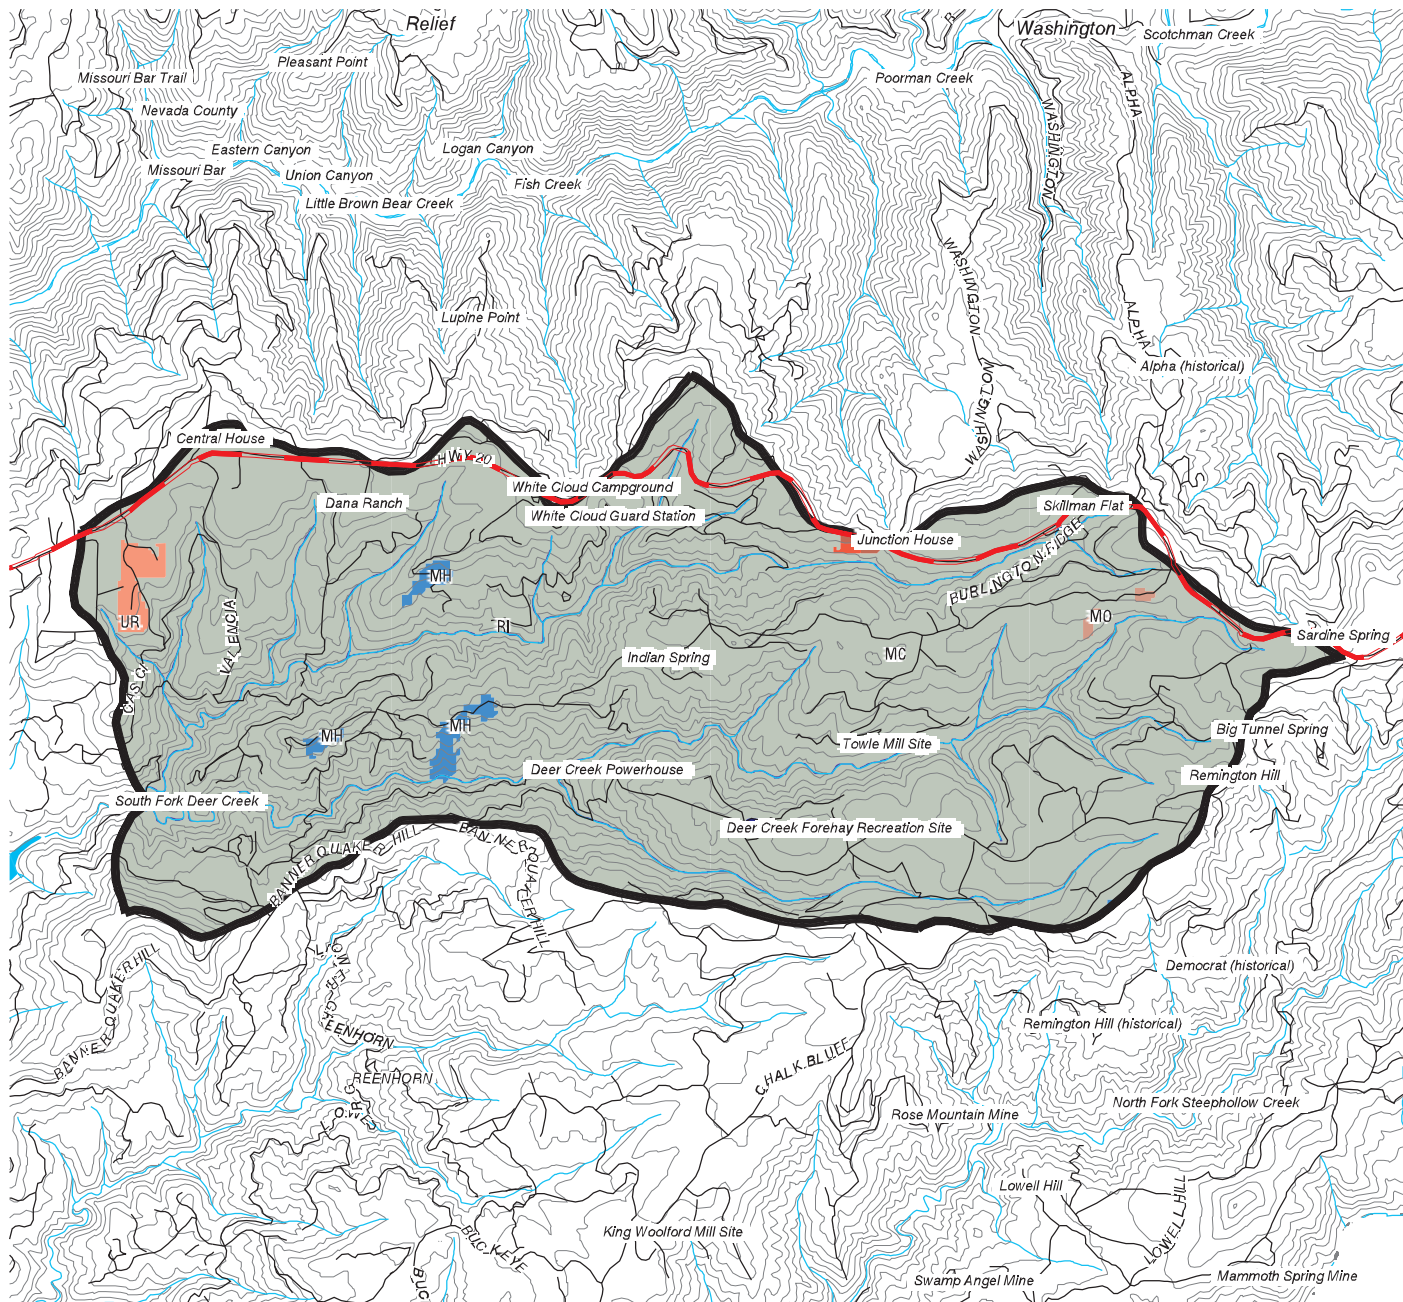 Relief
Washington
Scotchman Creek
Pleasant Point
Missouri Bar Trail
Poorman Creek
ALPHA
Nevada County
WASHINGTON
Eastern Canyon
Logan Canyon
Missouri Bar
Union Canyon
Fish Creek
Little Brown Bear Creek
WASHINGTON
Lupine Point
ALPHA
Alpha (historical)
WASHINGTON
Central House
HWY 20
White Cloud Campground
Dana Ranch
Skillman Flat
White Cloud Guard Station
Junction House
BURLINGTON RIDGE
MH
UR
VALENCIA
RI
MO
Sardine Spring
Indian Spring
MC
CASCI
MH
MH
Big Tunnel Spring
Towle Mill Site
Deer Creek Powerhouse
Remington Hill
South Fork Deer Creek
Deer Creek Forehay Recreation Site
BANNER QUAKER HILL
BANNER QUAKER HILL
BANNER QUAKER HILL
LOWER GREENHORN
Democrat (historical)
Remington Hill (historical)
CHALK BLUFF
GREENHORN
LOWER
North Fork Steephollow Creek
Rose Mountain Mine
Lowell Hill
LOWELL HILL
King Woolford Mill Site
BUCKEYE
BUC
Swamp Angel Mine
Mammoth Spring Mine